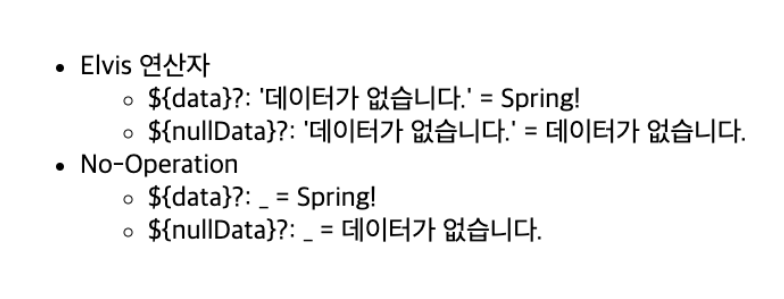 Elvis 연산자
${data}?: '데이터가 없습니다.' = Spring!
${nullData}?: '데이터가 없습니다.' = 데이터가 없습니다.
No-Operation
${data}?: _ = Spring!
${nullData}?: _ = 데이터가 없습니다.